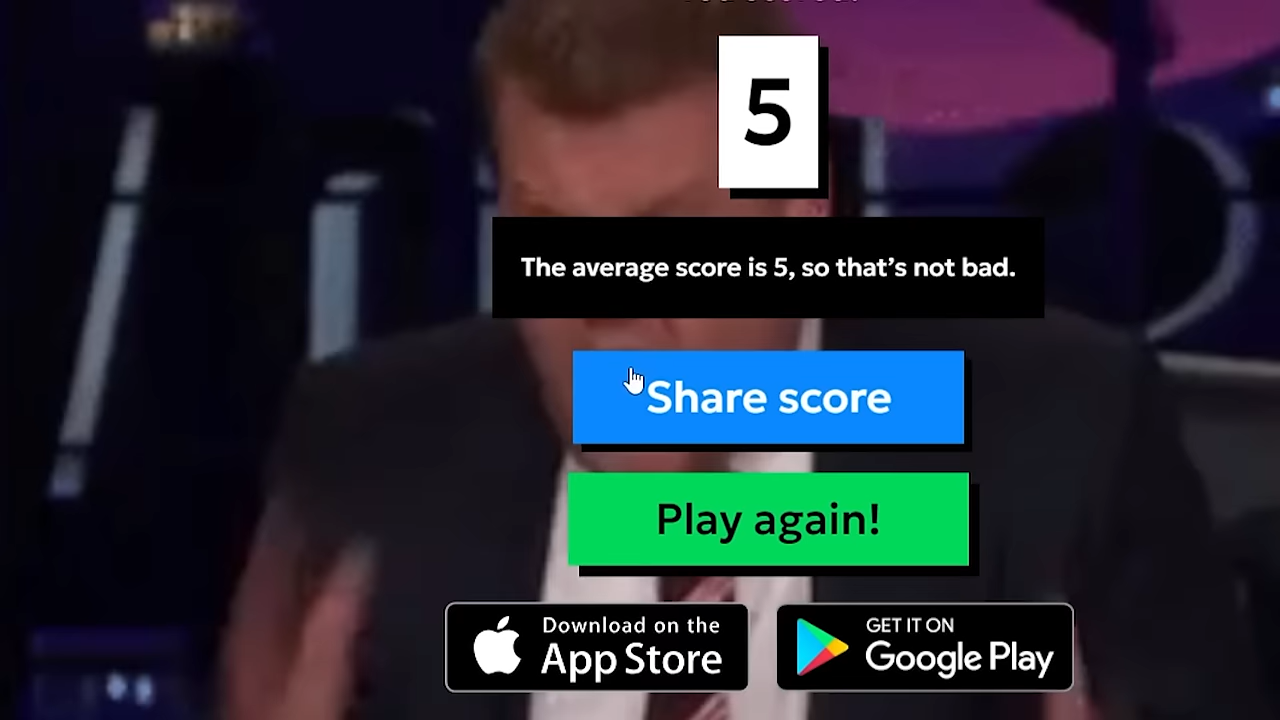 5
The average score is 5, so that's not bad.
Share score
Play again!
Download on the
App Store
GET IT ON
Google Play